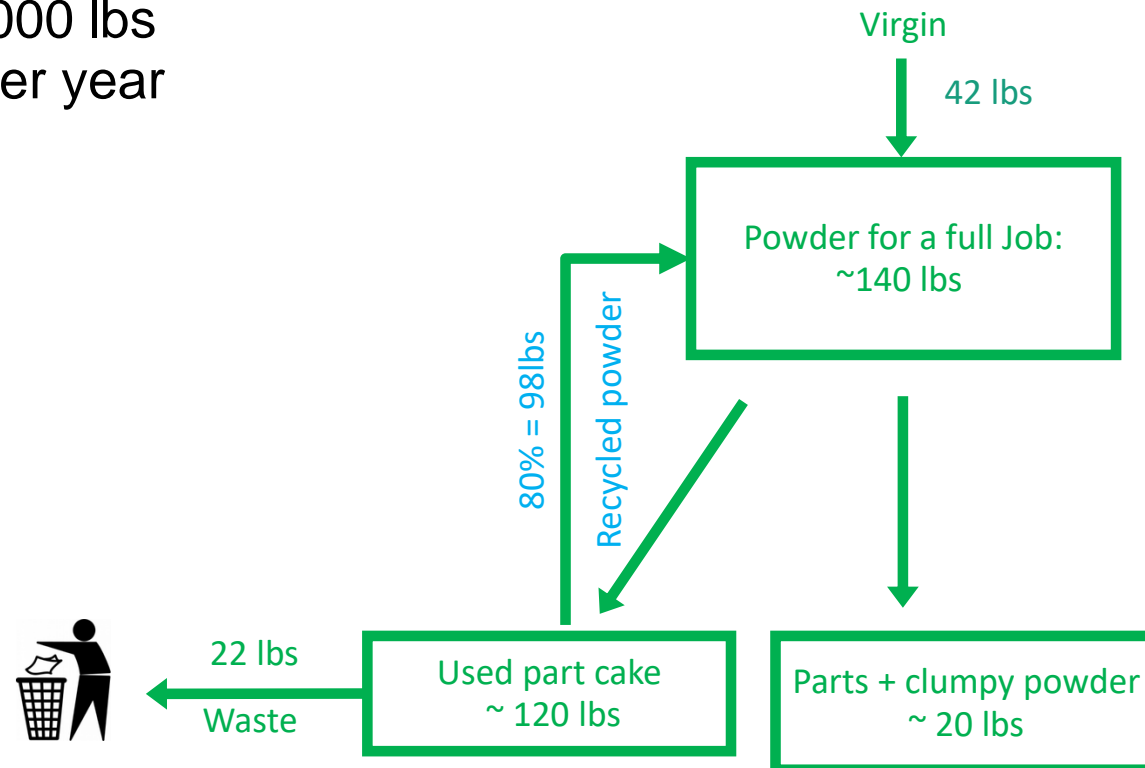 000 lbs
er year
Virgin
42 lbs
Powder for a full Job:
~140 lbs
80% = 98lbs
Recycled powder
22 lbs
Waste
Used part cake
~ 120 lbs
Parts + clumpy powder
~ 20 lbs